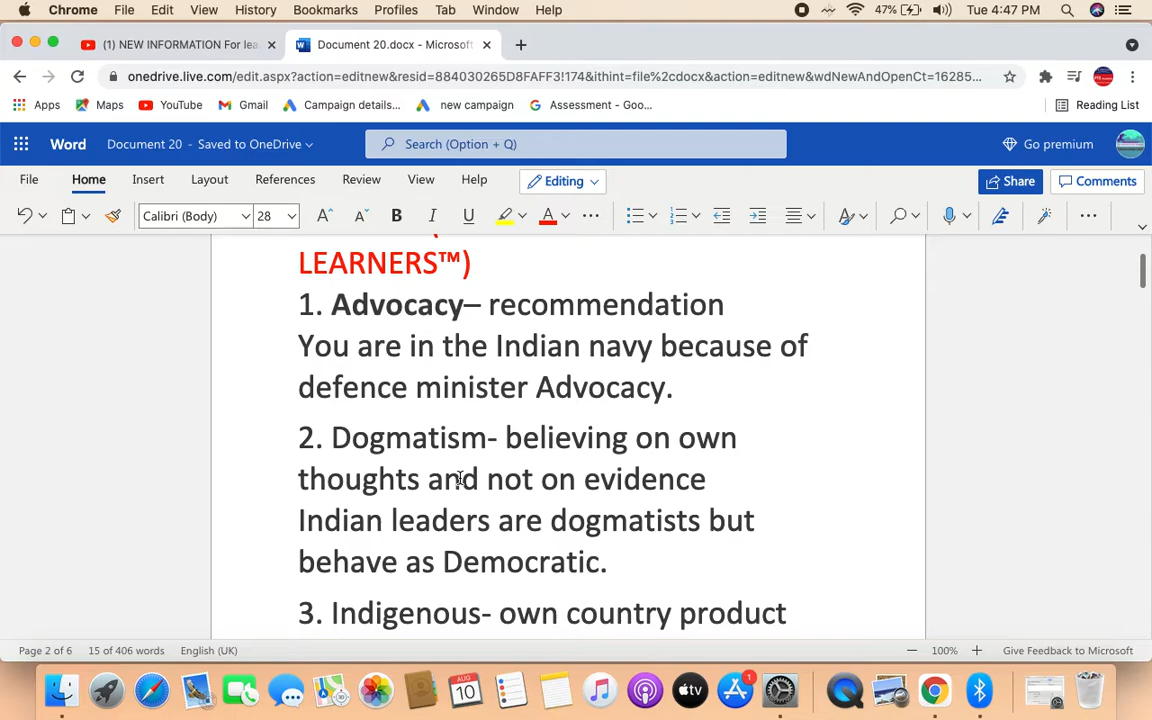 Chrome File Edit View History Bookmarks Profiles Tab Window Help 47% Tue 4:47 PM
(1) NEW INFORMATION For lea Document 20.docx - Microsoft
onedrive.live.com/edit.aspx?action=editnew&resid=884030265D8FAFF3!174&ithint=file%2cdocx&action=editnew&wdNewAndOpenCt=16285...
Apps Maps YouTube Gmail Campaign details... new campaign Assessment - Goo... Reading List
Word Document 20 - Saved to OneDrive Search (Option + Q) Go premium
File Home Insert Layout References Review View Help Editing Share Comments
Calibri (Body) 28 A A B I U A
LEARNERS™)
1. Advocacy– recommendation
You are in the Indian navy because of
defence minister Advocacy.
2. Dogmatism- believing on own
thoughts and not on evidence
Indian leaders are dogmatists but
behave as Democratic.
3. Indigenous- own country product
Page 2 of 6 15 of 406 words English (UK) 100% Give Feedback to Microsoft
AUG
10
tv
1